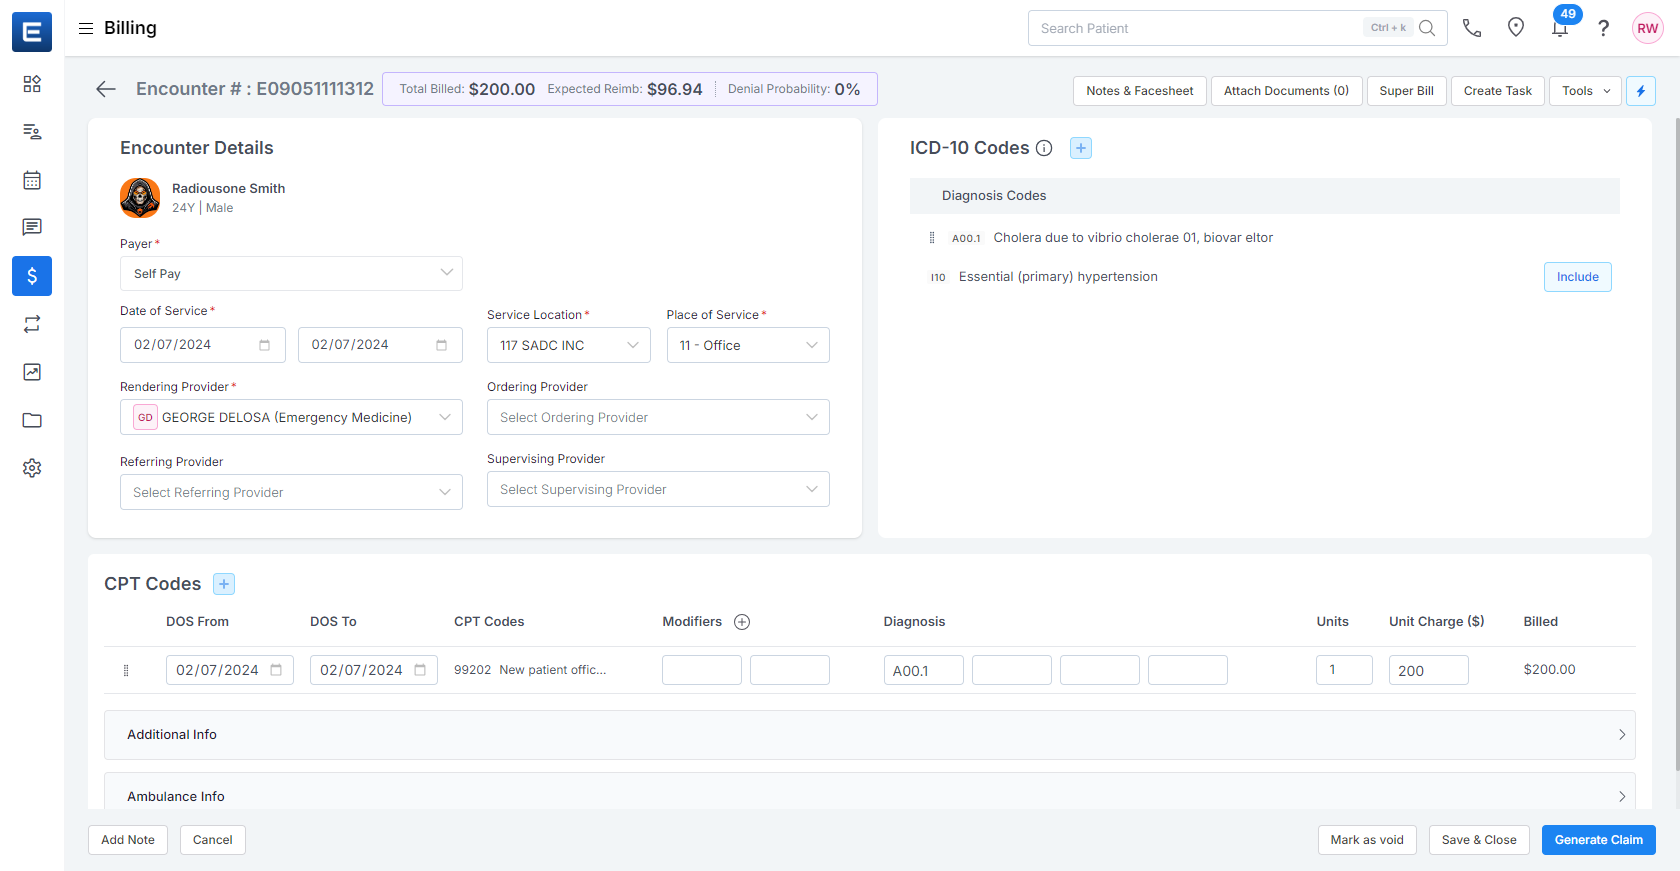 E
Billing
Search Patient
Ctrl + k
49
?
RW
Encounter # : E09051111312
Total Billed: $200.00
Expected Reimb: $96.94
Denial Probability: 0%
Notes & Facesheet
Attach Documents (0)
Super Bill
Create Task
Tools
Encounter Details
Radiousone Smith
24Y | Male
Payer*
Self Pay
Date of Service*
02/07/2024
02/07/2024
Service Location*
117 SADC INC
Place of Service*
11 - Office
Rendering Provider*
GD GEORGE DELOSA (Emergency Medicine)
Ordering Provider
Select Ordering Provider
Referring Provider
Select Referring Provider
Supervising Provider
Select Supervising Provider
ICD-10 Codes
Diagnosis Codes
A00.1 Cholera due to vibrio cholerae 01, biovar eltor
I10 Essential (primary) hypertension
Include
CPT Codes
DOS From DOS To CPT Codes Modifiers Diagnosis Units Unit Charge ($) Billed
02/07/2024 02/07/2024 99202 New patient offic... A00.1 1 200 $200.00
Additional Info
Ambulance Info
Add Note
Cancel
Mark as void
Save & Close
Generate Claim